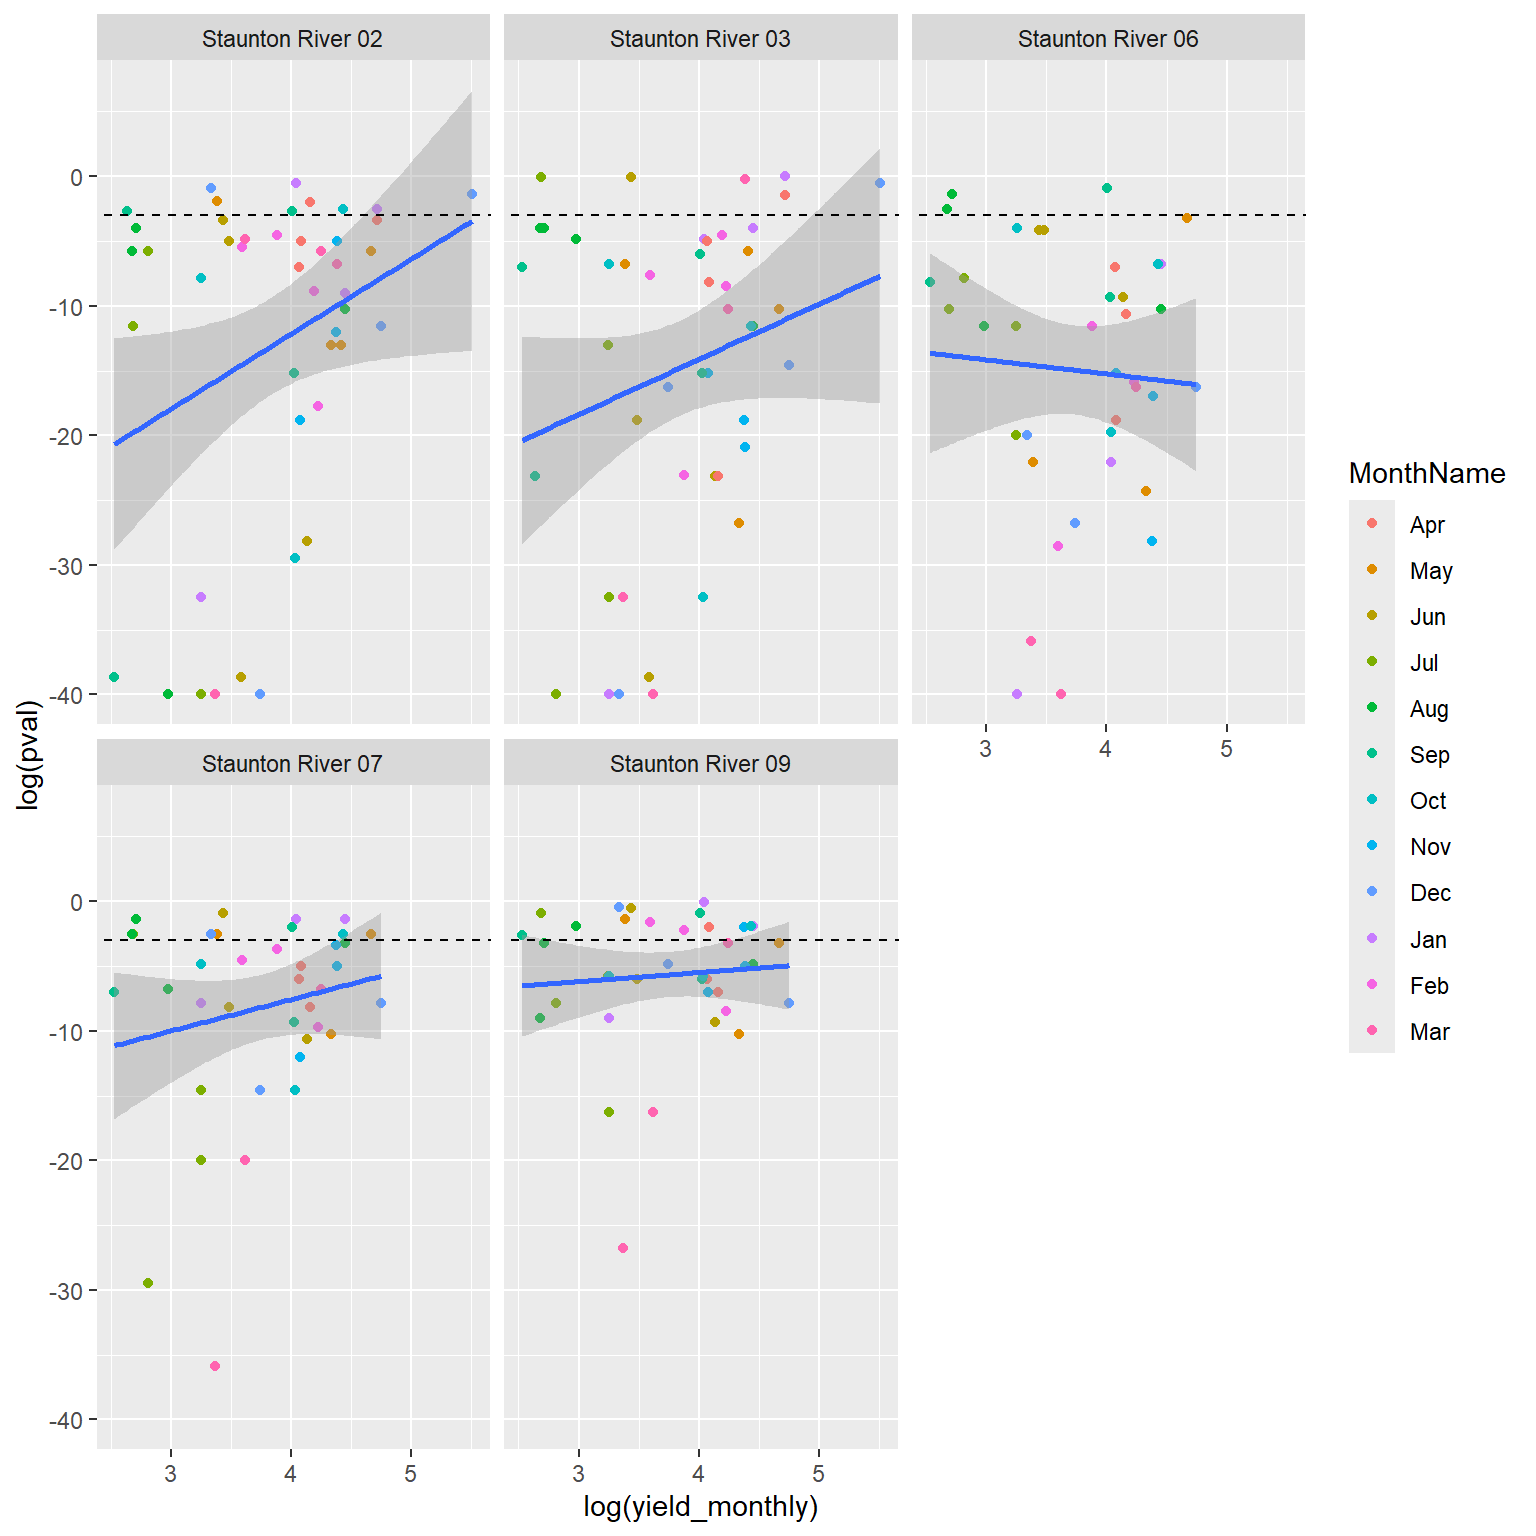 Staunton River 02
Staunton River 03
Staunton River 06
0
-10
-20
-30
-40
3
4
5
Staunton River 07
Staunton River 09
0
-10
-20
-30
-40
3
4
5
3
4
5
log(yield_monthly)
log(pval)
MonthName
Apr
May
Jun
Jul
Aug
Sep
Oct
Nov
Dec
Jan
Feb
Mar